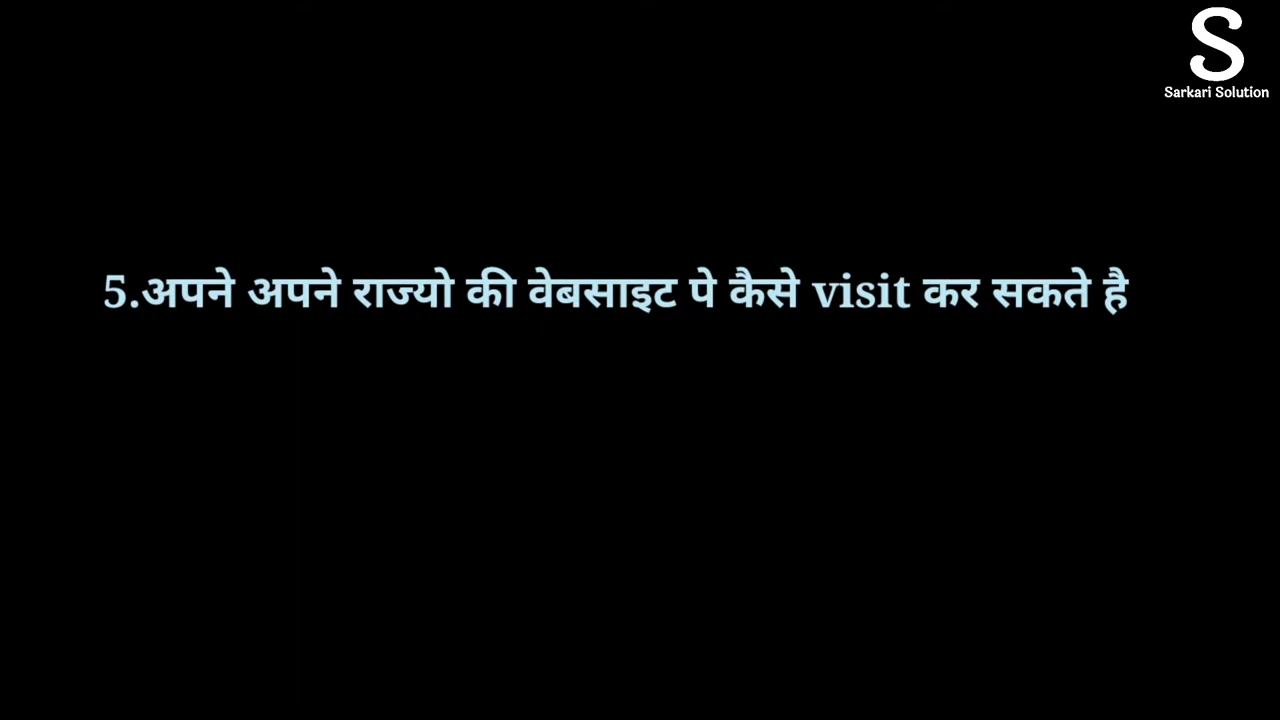 S
Sarkari Solution
5.अपने अपने राज्यो की वेबसाइट पे कैसे visit कर सकते है